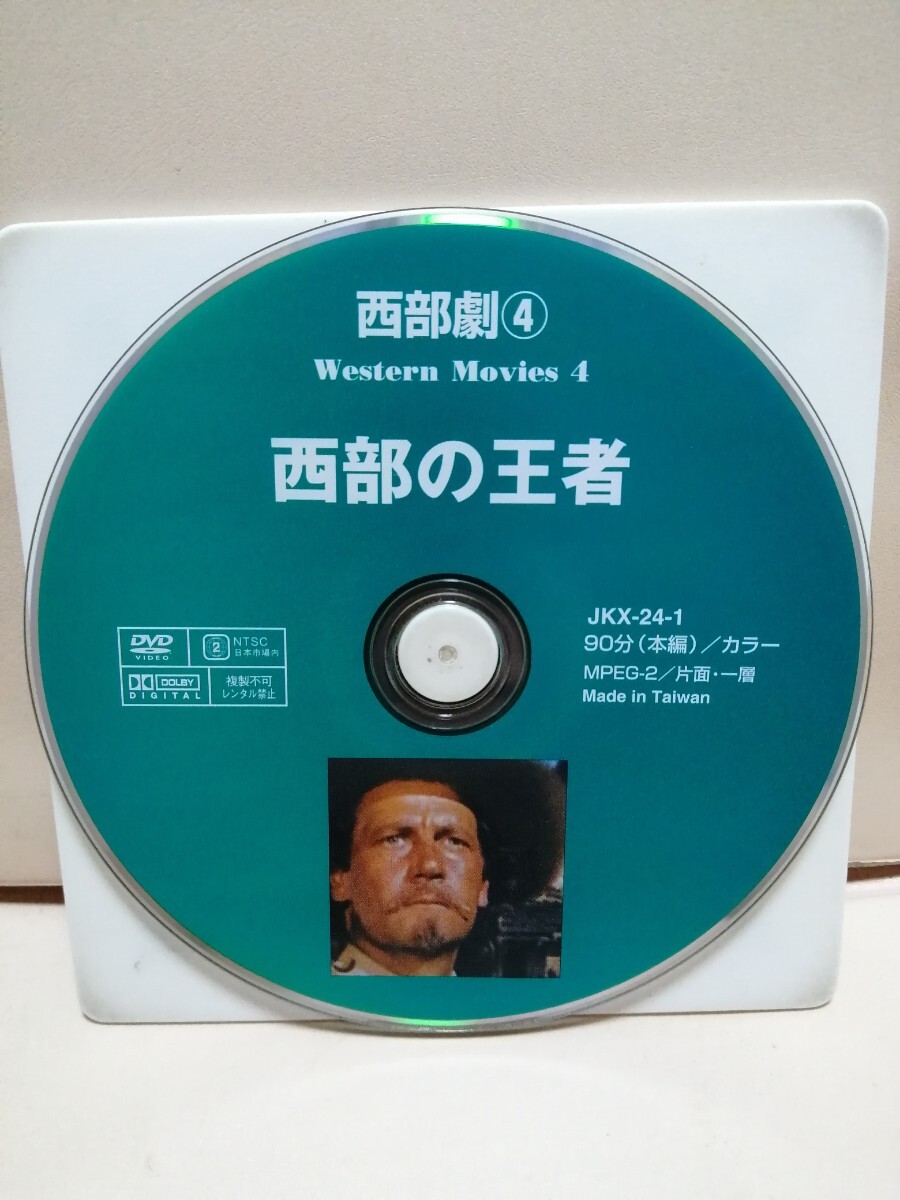 西部劇④
Western Movies 4
西部の王者
DVD
VIDEO
2 NTSC
日本市場内
DOLBY
DIGITAL
複製不可
レンタル禁止
JKX-24-1
90分(本編)/カラー
MPEG-2/片面・一層
Made in Taiwan